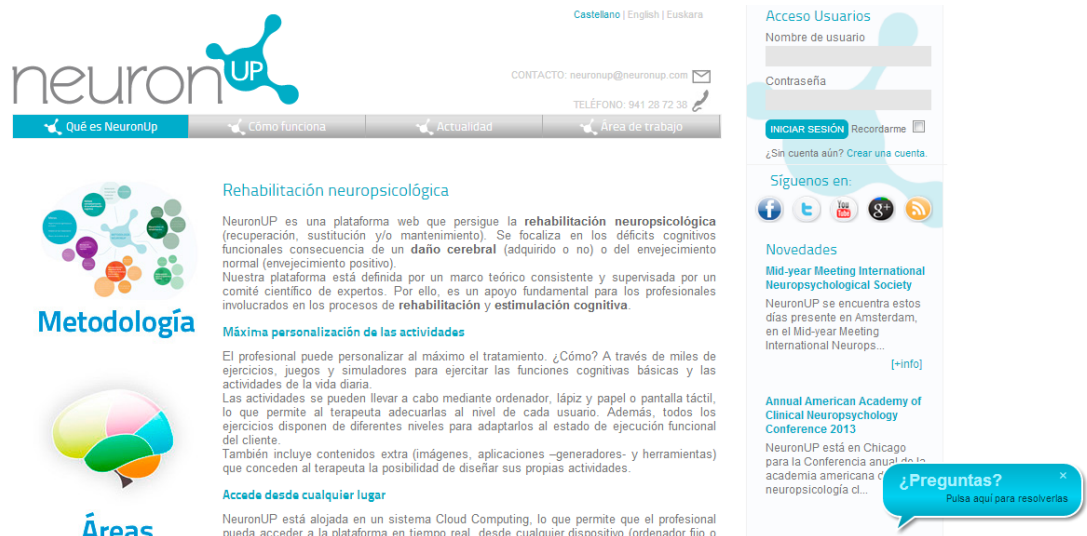 Castellano | English | Euskara
neuron UP
CONTACTO: neuronup@neuronup.com
TELÉFONO: 941 28 72 38
Qué es NeuronUp
Cómo funciona
Actualidad
Área de trabajo
Metodología
Áreas
Rehabilitación neuropsicológica
NeuronUP es una plataforma web que persigue la rehabilitación neuropsicológica
(recuperación, sustitución y/o mantenimiento). Se focaliza en los déficits cognitivos
funcionales consecuencia de un daño cerebral (adquirido o no) o del envejecimiento
normal (envejecimiento positivo).
Nuestra plataforma está definida por un marco teórico consistente y supervisada por un
comité científico de expertos. Por ello, es un apoyo fundamental para los profesionales
involucrados en los procesos de rehabilitación y estimulación cognitiva.
Máxima personalización de las actividades
El profesional puede personalizar al máximo el tratamiento. ¿Cómo? A través de miles de
ejercicios, juegos y simuladores para ejercitar las funciones cognitivas básicas y las
actividades de la vida diaria.
Las actividades se pueden llevar a cabo mediante ordenador, lápiz y papel o pantalla táctil,
lo que permite al terapeuta adecuarlas al nivel de cada usuario. Además, todos los
ejercicios disponen de diferentes niveles para adaptarlos al estado de ejecución funcional
del cliente.
También incluye contenidos extra (imágenes, aplicaciones –generadores- y herramientas)
que conceden al terapeuta la posibilidad de diseñar sus propias actividades.
Accede desde cualquier lugar
NeuronUP está alojada en un sistema Cloud Computing, lo que permite que el profesional
pueda acceder a la plataforma en tiempo real, desde cualquier dispositivo (ordenador fijo o
Acceso Usuarios
Nombre de usuario
Contraseña
INICIAR SESIÓN Recordarme
¿Sin cuenta aún? Crear una cuenta.
Síguenos en:
You Tube
Novedades
Mid-year Meeting International
Neuropsychological Society
NeuronUP se encuentra estos
días presente en Amsterdam,
en el Mid-year Meeting
International Neurops...
[+info]
Annual American Academy of
Clinical Neuropsychology
Conference 2013
NeuronUP está en Chicago
para la Conferencia anual de la
academia americana d
neuropsicología cl...
¿Preguntas? ×
Pulsa aquí para resolverlas